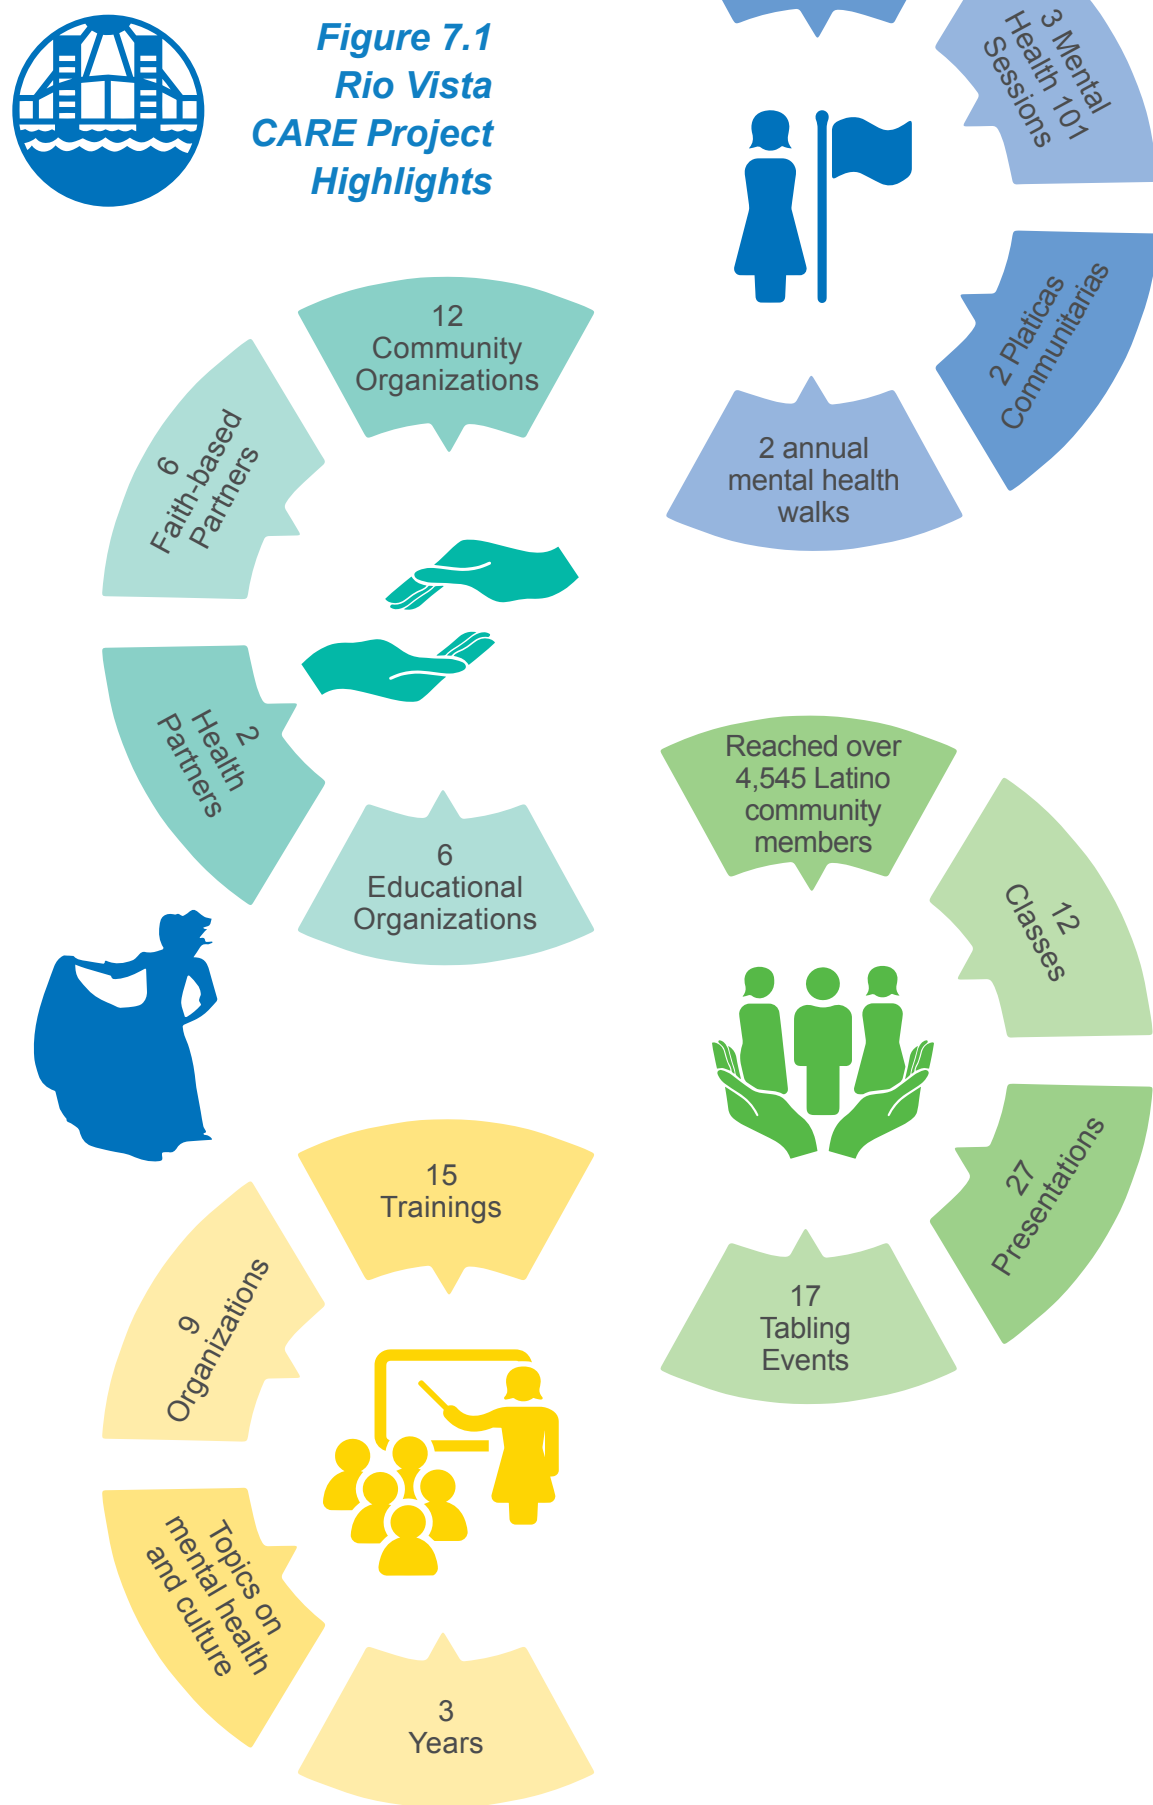 Figure 7.1
Rio Vista
CARE Project
Highlights
3 Mental
Health 101
Sessions
2 Platicas
Communitarias
2 annual
mental health
walks
12
Community
Organizations
6
Faith-based
Partners
2
Health
Partners
6
Educational
Organizations
Reached over
4,545 Latino
community
members
12
Classes
27
Presentations
17
Tabling
Events
15
Trainings
9
Organizations
Topics on
mental health
and culture
3
Years